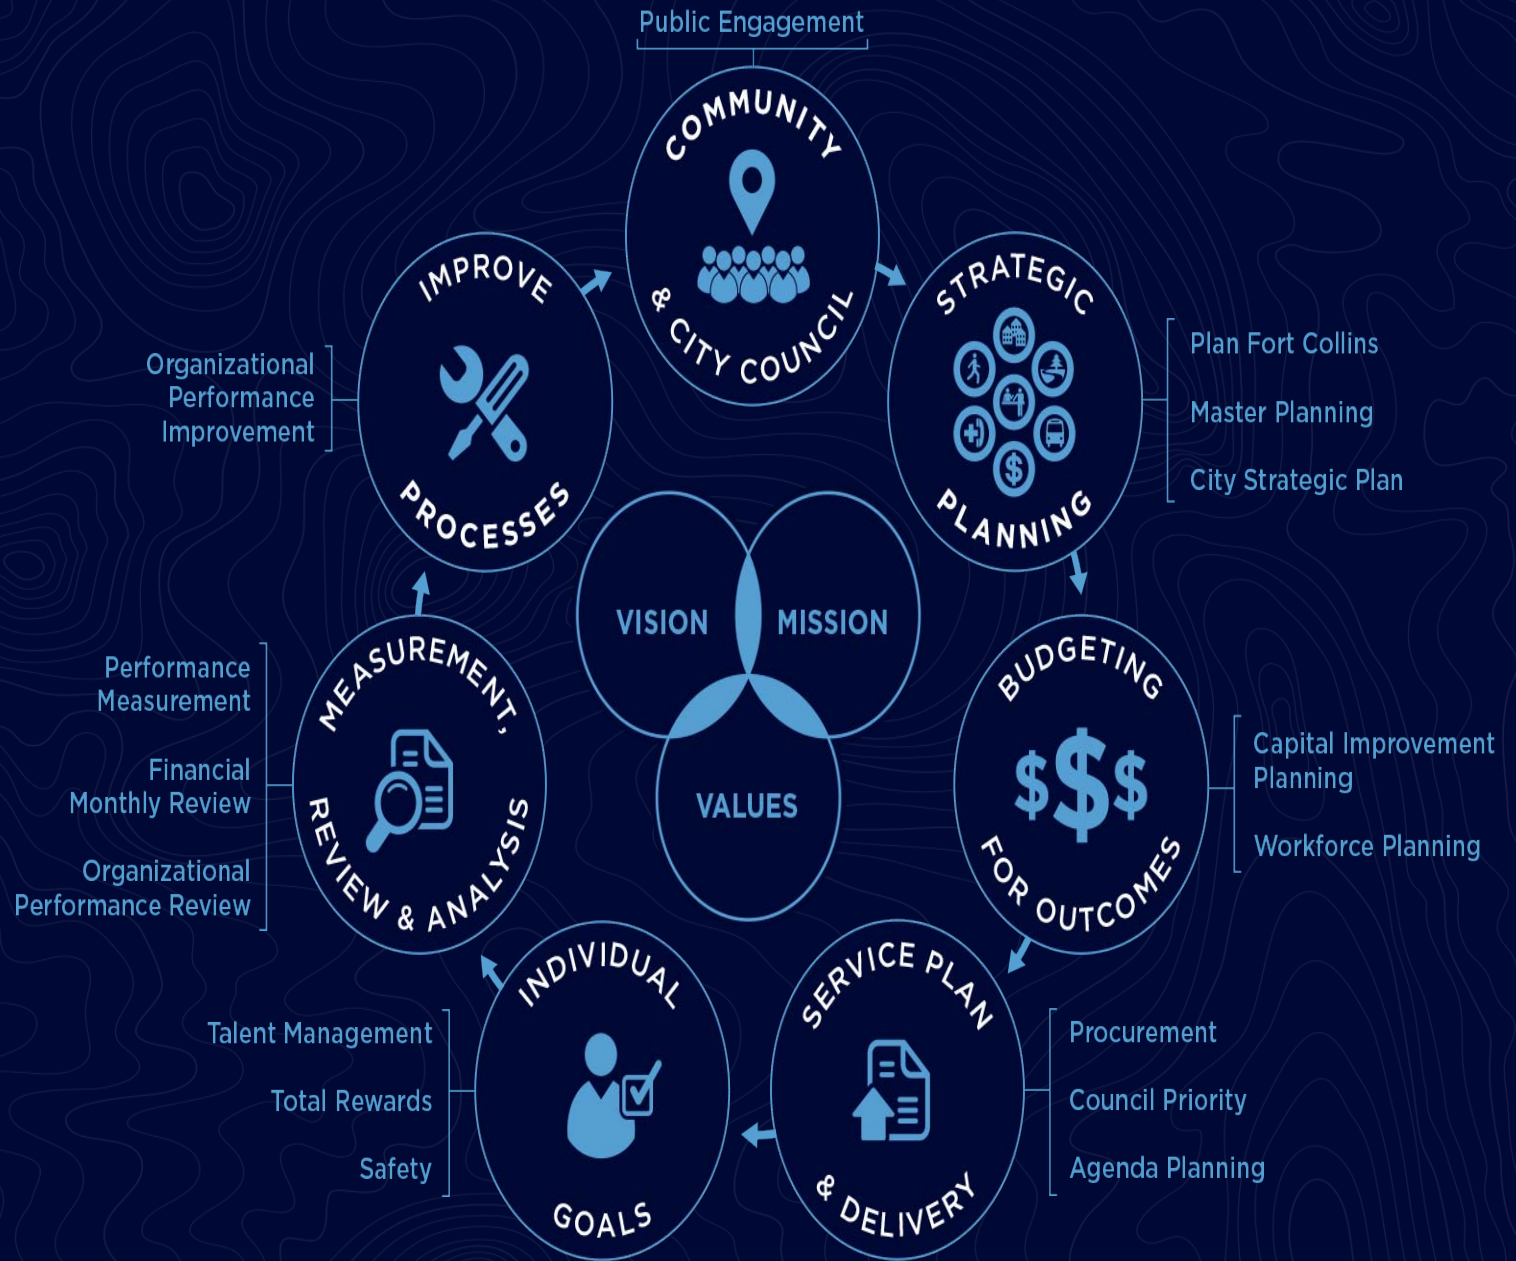 Public Engagement
COMMUNITY
& CITY COUNCIL
STRATEGIC
PLANNING
Plan Fort Collins
Master Planning
City Strategic Plan
BUDGETING
$$$
FOR OUTCOMES
Capital Improvement
Planning
Workforce Planning
SERVICE PLAN
& DELIVERY
Procurement
Council Priority
Agenda Planning
INDIVIDUAL
GOALS
Talent Management
Total Rewards
Safety
MEASUREMENT,
REVIEW & ANALYSIS
Performance
Measurement
Financial
Monthly Review
Organizational
Performance Review
IMPROVE
PROCESSES
Organizational
Performance
Improvement
VISION
MISSION
VALUES